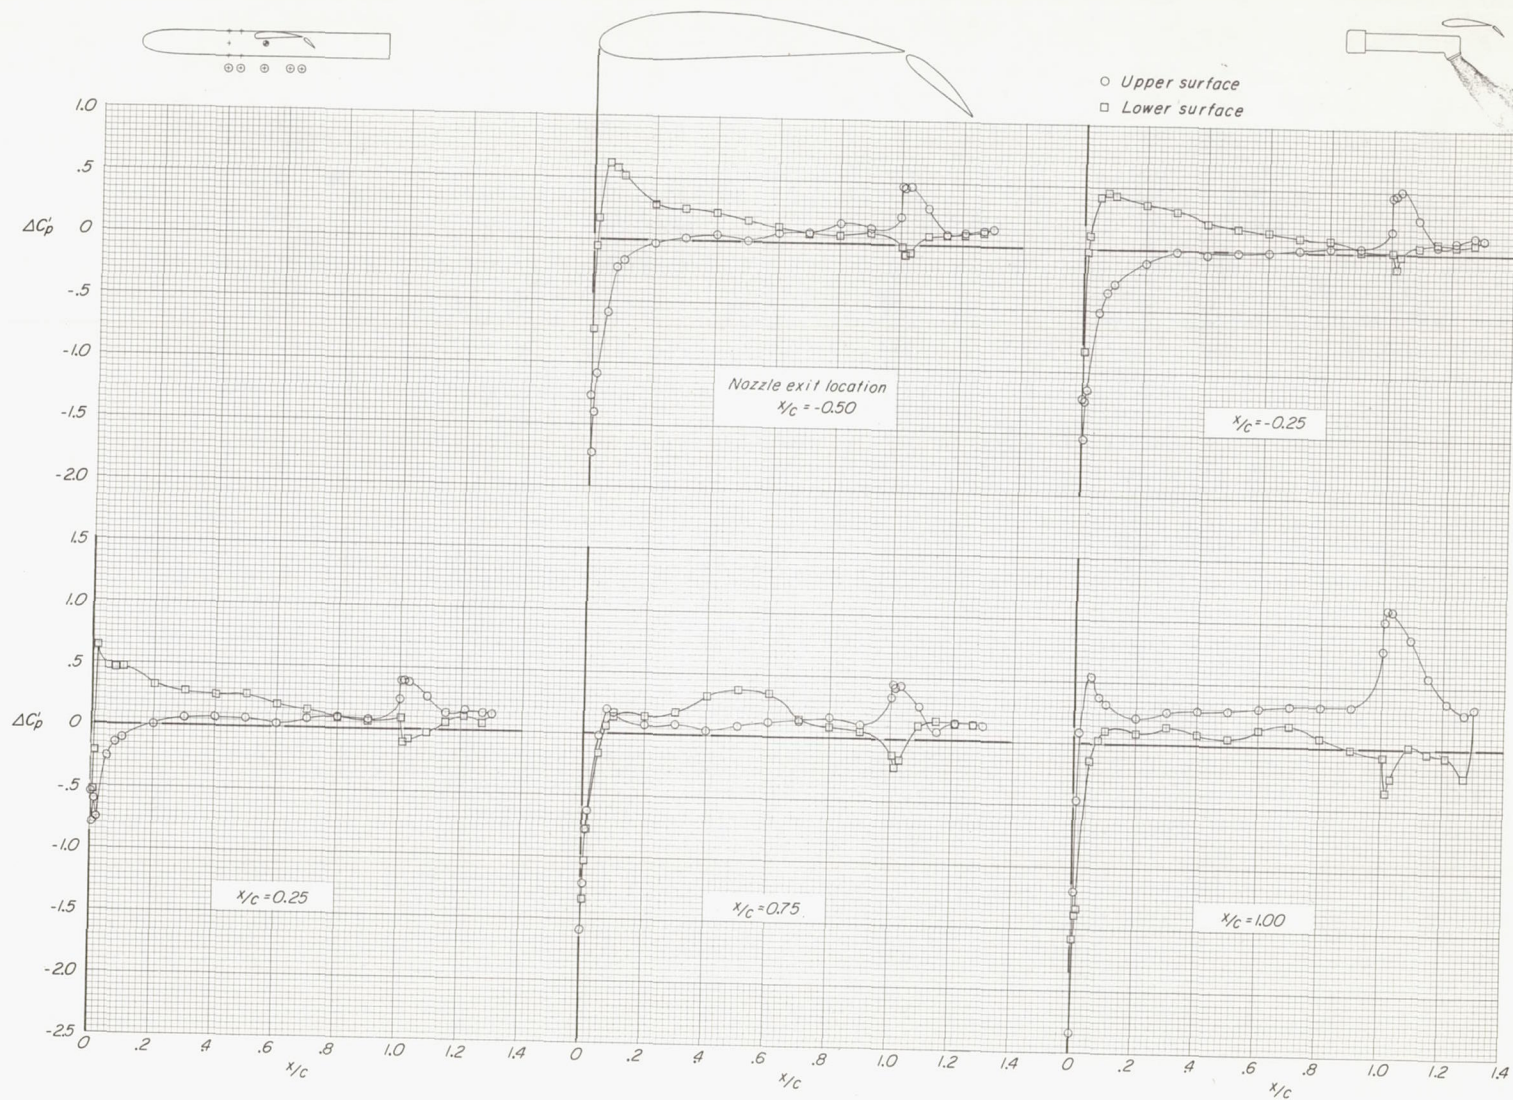 ○ Upper surface
□ Lower surface
1.0
.5
ΔC'p
0
-.5
-1.0
-1.5
-2.0
Nozzle exit location
x/c = -0.50
x/c = -0.25
1.5
1.0
.5
ΔC'p
0
-.5
-1.0
-1.5
-2.0
-2.5
x/c = 0.25
x/c = 0.75
x/c = 1.00
0 .2 .4 .6 .8 1.0 1.2 1.4
x/c
0 .2 .4 .6 .8 1.0 1.2 1.4
x/c
0 .2 .4 .6 .8 1.0 1.2 1.4
x/c